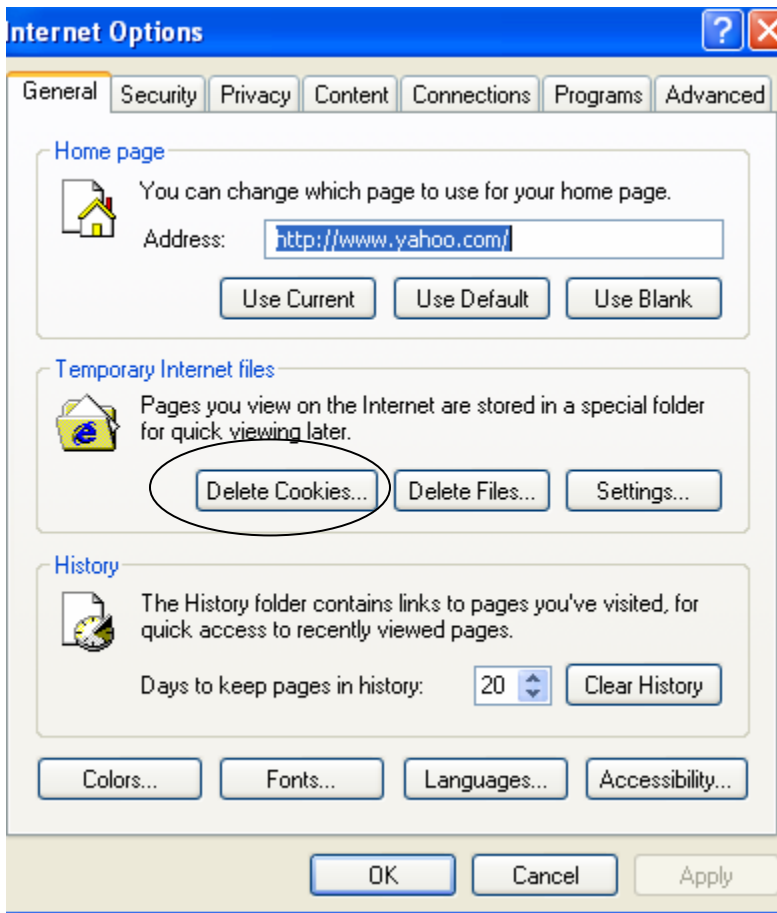 Internet Options
?
General Security Privacy Content Connections Programs Advanced
Home page
You can change which page to use for your home page.
Address: http://www.yahoo.com/
Use Current Use Default Use Blank
Temporary Internet files
Pages you view on the Internet are stored in a special folder
for quick viewing later.
Delete Cookies... Delete Files... Settings...
History
The History folder contains links to pages you've visited, for
quick access to recently viewed pages.
Days to keep pages in history: 20 Clear History
Colors... Fonts... Languages... Accessibility...
OK Cancel Apply